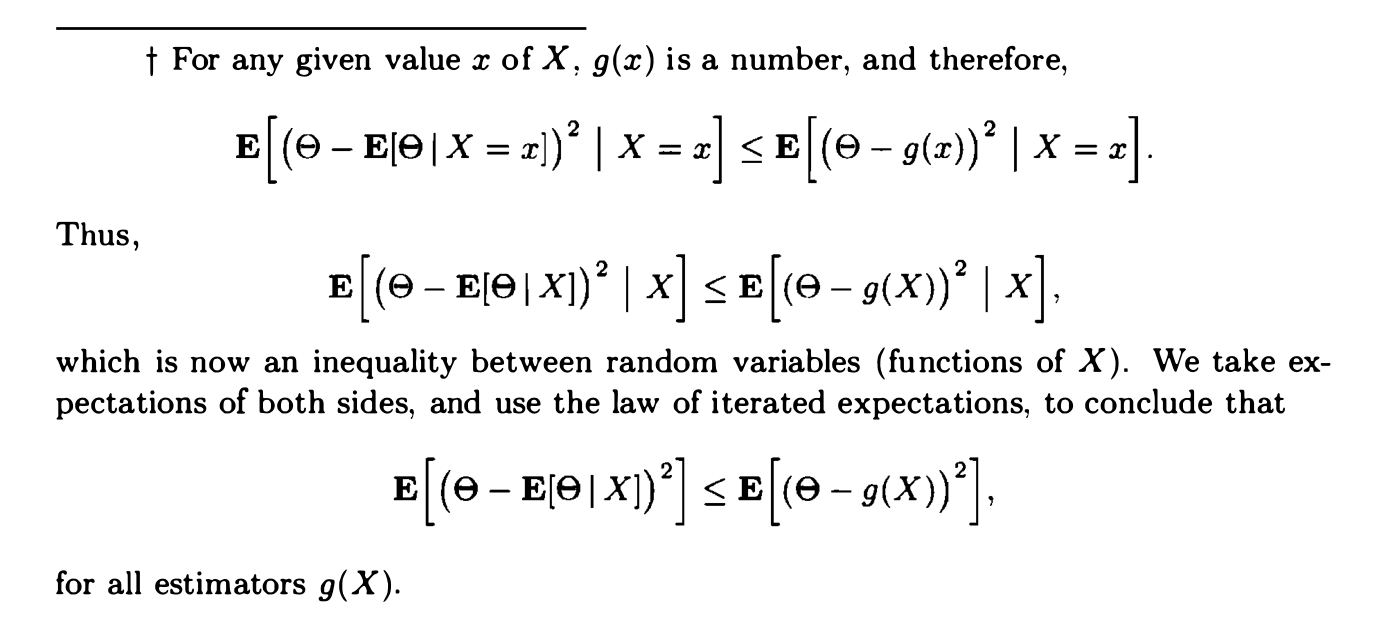 † For any given value x of X, g(x) is a number, and therefore,
E[(Θ − E[Θ | X = x])² | X = x] ≤ E[(Θ − g(x))² | X = x].
Thus,
E[(Θ − E[Θ | X])² | X] ≤ E[(Θ − g(X))² | X],
which is now an inequality between random variables (functions of X). We take ex-
pectations of both sides, and use the law of iterated expectations, to conclude that
E[(Θ − E[Θ | X])²] ≤ E[(Θ − g(X))²],
for all estimators g(X).